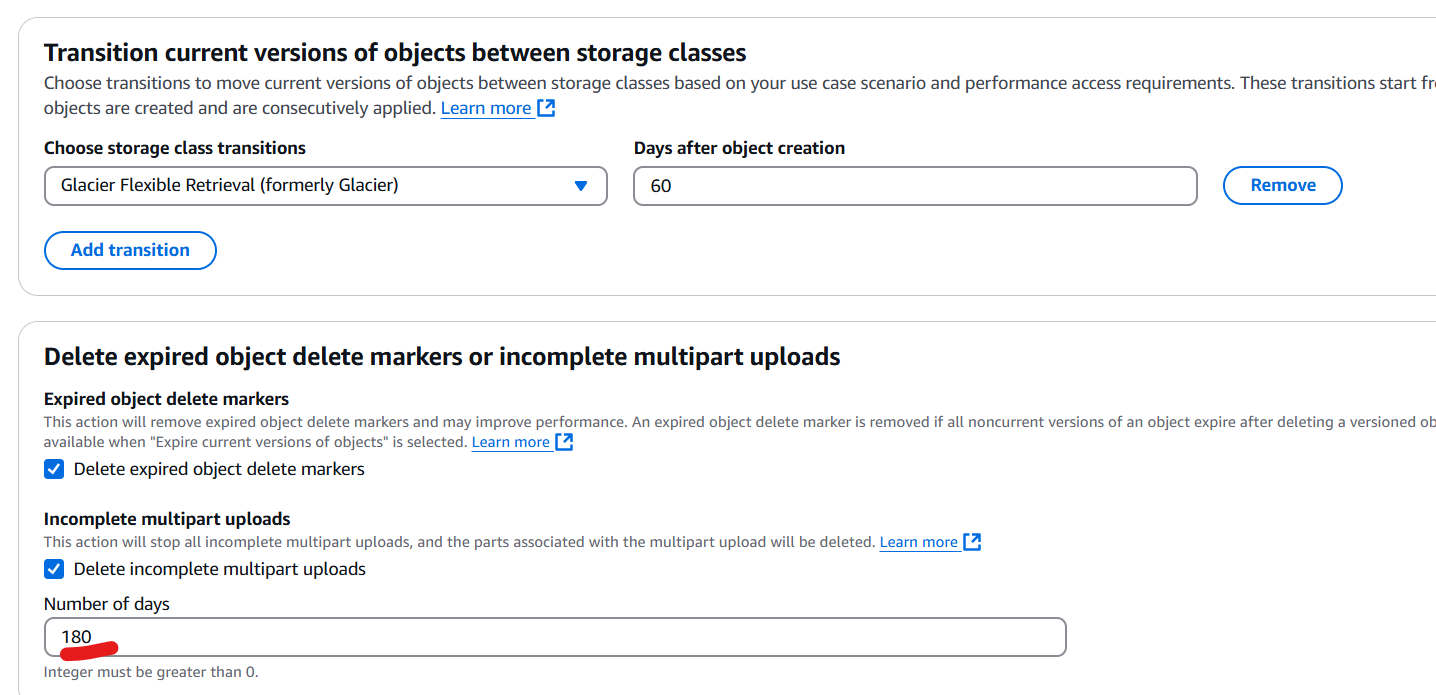 Transition current versions of objects between storage classes
Choose transitions to move current versions of objects between storage classes based on your use case scenario and performance access requirements. These transitions start
objects are created and are consecutively applied. Learn more
Choose storage class transitions
Days after object creation
Glacier Flexible Retrieval (formerly Glacier)
60
Remove
Add transition
Delete expired object delete markers or incomplete multipart uploads
Expired object delete markers
This action will remove expired object delete markers and may improve performance. An expired object delete marker is removed if all noncurrent versions of an object expire after deleting a versioned
available when "Expire current versions of objects" is selected. Learn more
Delete expired object delete markers
Incomplete multipart uploads
This action will stop all incomplete multipart uploads, and the parts associated with the multipart upload will be deleted. Learn more
Delete incomplete multipart uploads
Number of days
180
Integer must be greater than 0.